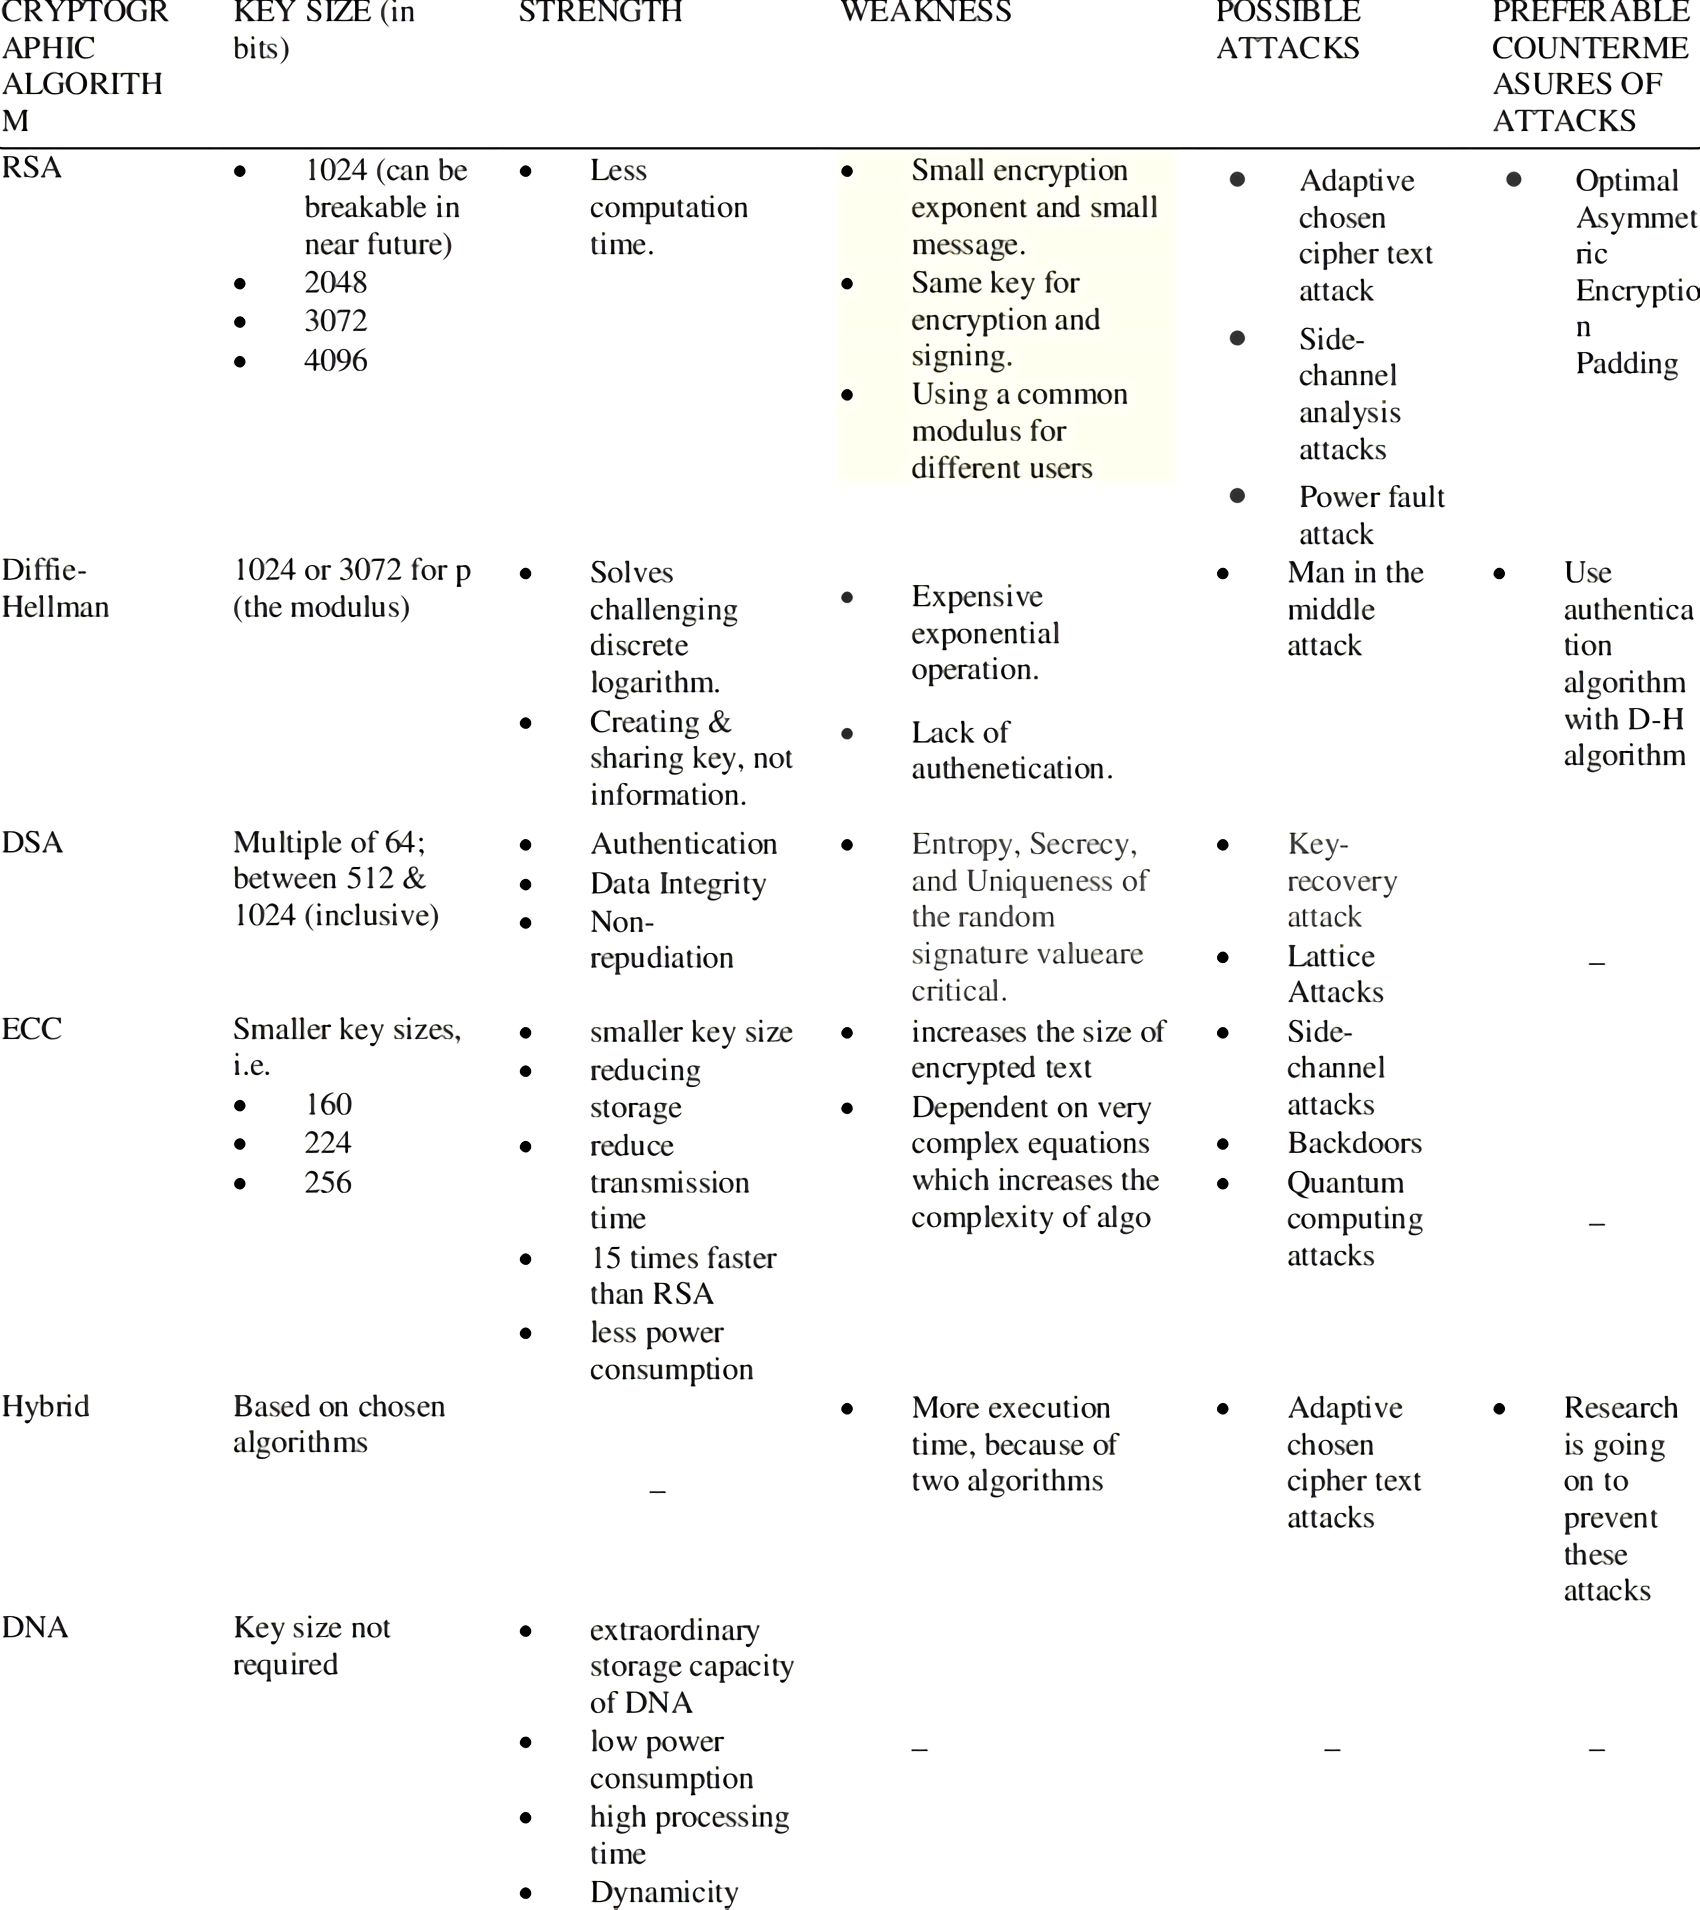 CRYPTOGR
APHIC
ALGORITH
M
KEY SIZE (in
bits)
STRENGTH
WEAKNESS
POSSIBLE
ATTACKS
PREFERABLE
COUNTERME
ASURES OF
ATTACKS
RSA
● 1024 (can be
breakable in
near future)
● 2048
● 3072
● 4096
● Less
computation
time.
● Small encryption
exponent and small
message.
● Same key for
encryption and
signing.
● Using a common
modulus for
different users
● Adaptive
chosen
cipher text
attack
● Side-
channel
analysis
attacks
● Power fault
attack
● Optimal
Asymmet
ric
Encryptio
n
Padding
Diffie-
Hellman
1024 or 3072 for p
(the modulus)
● Solves
challenging
discrete
logarithm.
● Creating &
sharing key, not
information.
● Expensive
exponential
operation.
● Lack of
authenetication.
● Man in the
middle
attack
● Use
authentica
tion
algorithm
with D-H
algorithm
DSA
Multiple of 64;
between 512 &
1024 (inclusive)
● Authentication
● Data Integrity
● Non-
repudiation
● Entropy, Secrecy,
and Uniqueness of
the random
signature valueare
critical.
● Key-
recovery
attack
● Lattice
Attacks
_
ECC
Smaller key sizes,
i.e.
● 160
● 224
● 256
● smaller key size
● reducing
storage
● reduce
transmission
time
● 15 times faster
than RSA
● less power
consumption
● increases the size of
encrypted text
● Dependent on very
complex equations
which increases the
complexity of algo
● Side-
channel
attacks
● Backdoors
● Quantum
computing
attacks
_
Hybrid
Based on chosen
algorithms
_
● More execution
time, because of
two algorithms
● Adaptive
chosen
cipher text
attacks
● Research
is going
on to
prevent
these
attacks
DNA
Key size not
required
● extraordinary
storage capacity
of DNA
● low power
consumption
● high processing
time
● Dynamicity
_
_
_